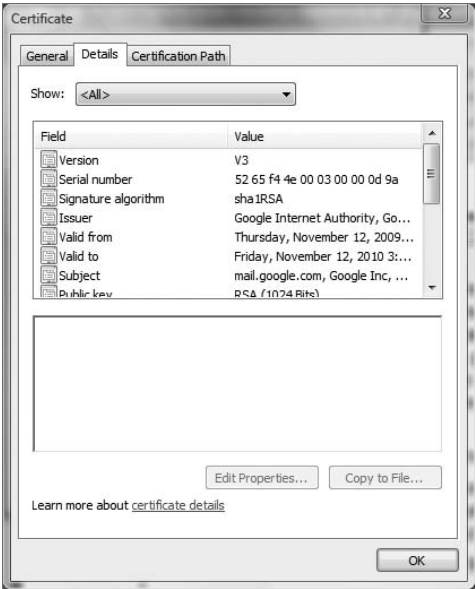 Certificate
General Details Certification Path
Show: <All>
Field Value
Version V3
Serial number 52 65 f4 4e 00 03 00 00 0d 9a
Signature algorithm sha1RSA
Issuer Google Internet Authority, Go...
Valid from Thursday, November 12, 2009...
Valid to Friday, November 12, 2010 3:...
Subject mail.google.com, Google Inc, ...
Public key RSA (1024 Bits)
Edit Properties... Copy to File...
Learn more about certificate details
OK